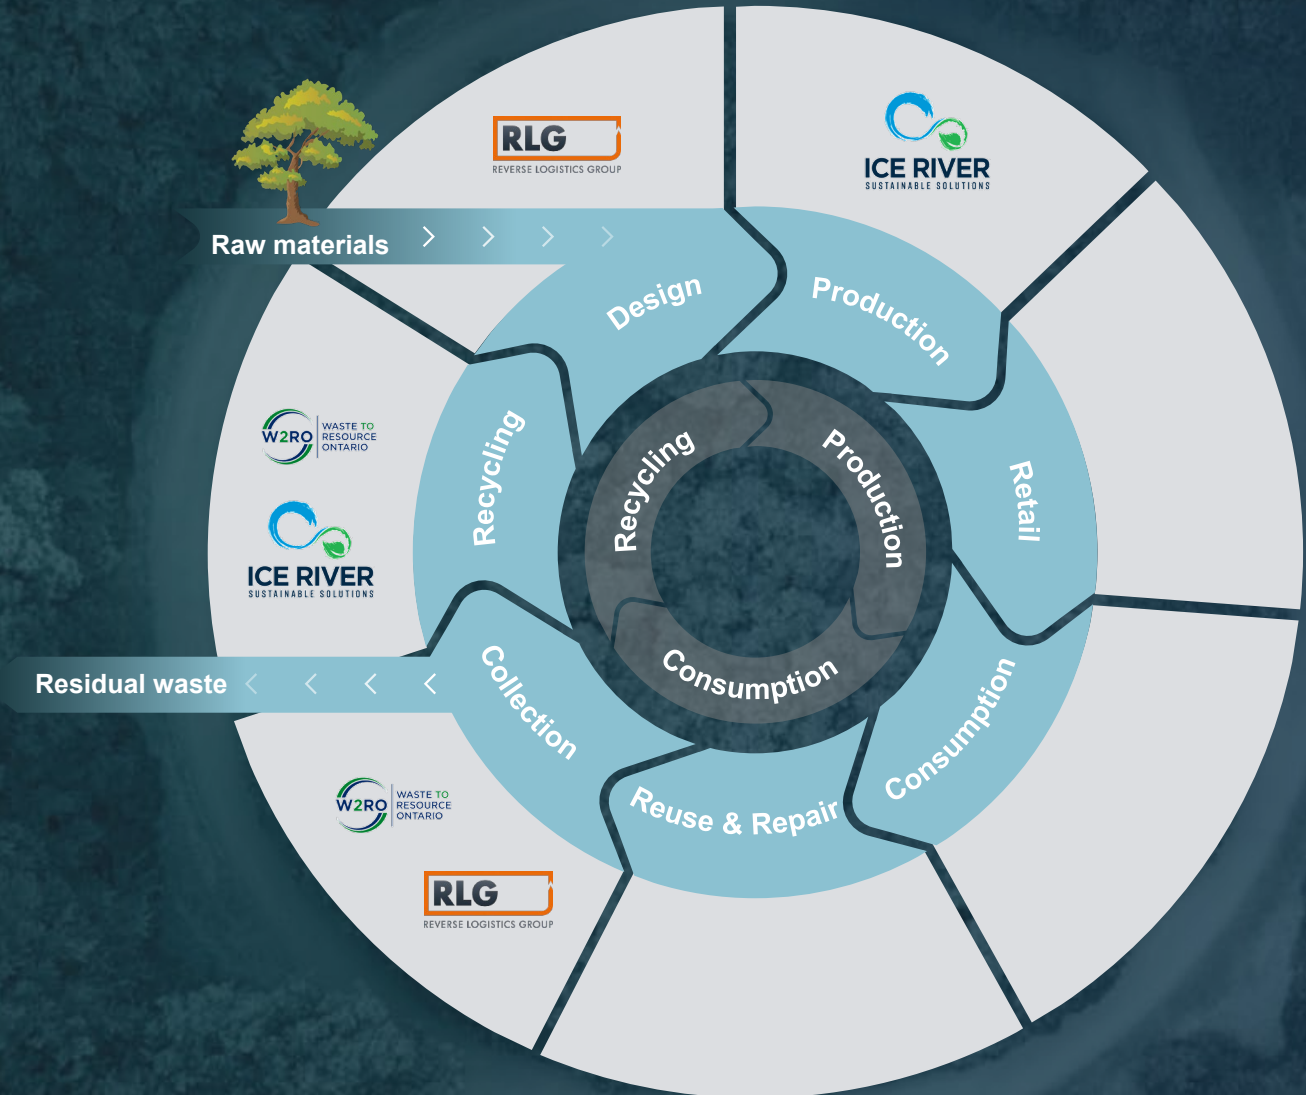 RLG
REVERSE LOGISTICS GROUP
ICE RIVER
SUSTAINABLE SOLUTIONS
Raw materials
Design
Production
Retail
Consumption
Reuse & Repair
Collection
Recycling
Production
Consumption
Recycling
W2RO
WASTE TO
RESOURCE
ONTARIO
ICE RIVER
SUSTAINABLE SOLUTIONS
Residual waste
W2RO
WASTE TO
RESOURCE
ONTARIO
RLG
REVERSE LOGISTICS GROUP